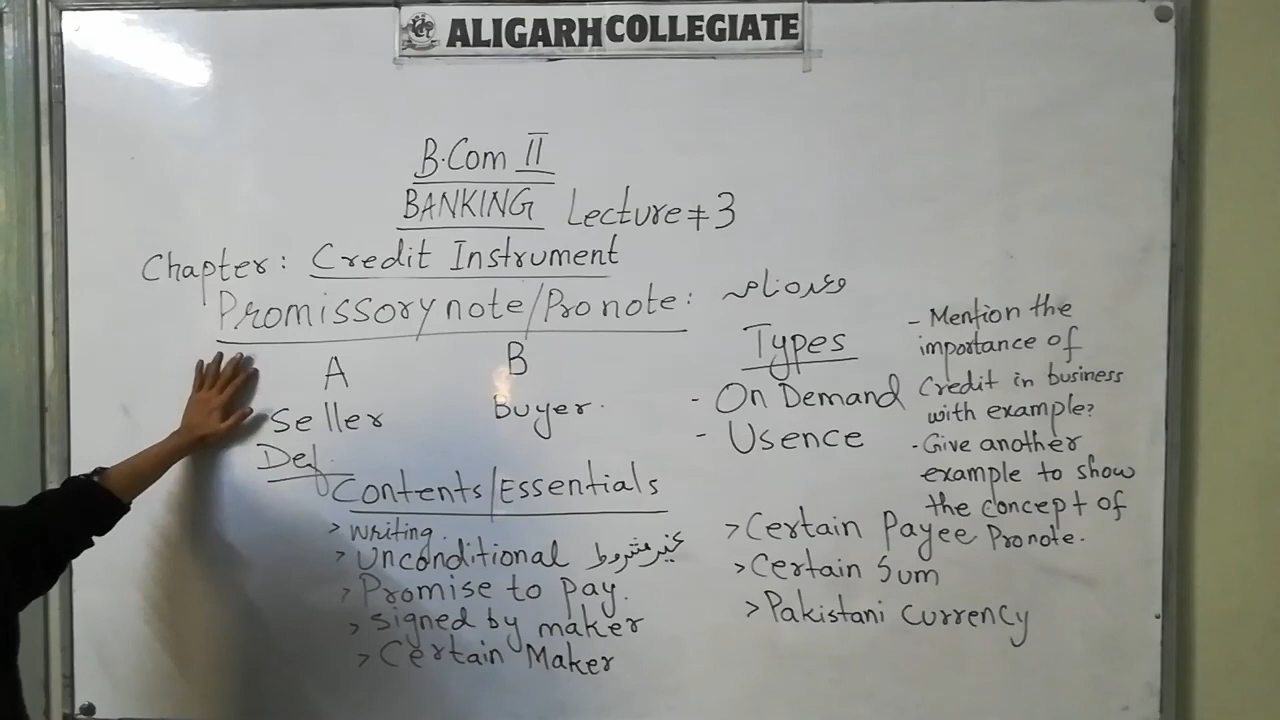 ALIGARH COLLEGIATE
B.Com II
BANKING Lecture # 3
Chapter: Credit Instrument
Promissory note/Pronote: وعدہ نامہ
A B
Seller Buyer.
Def.
Contents/Essentials
> Writing.
> Unconditional غیر مشروط
> Promise to pay.
> Signed by maker
> Certain Maker
Types
- On Demand
- Usence
> Certain Payee
> Certain Sum
> Pakistani Currency
- Mention the
importance of
Credit in business
with example?
- Give another
example to show
the concept of
Pronote.